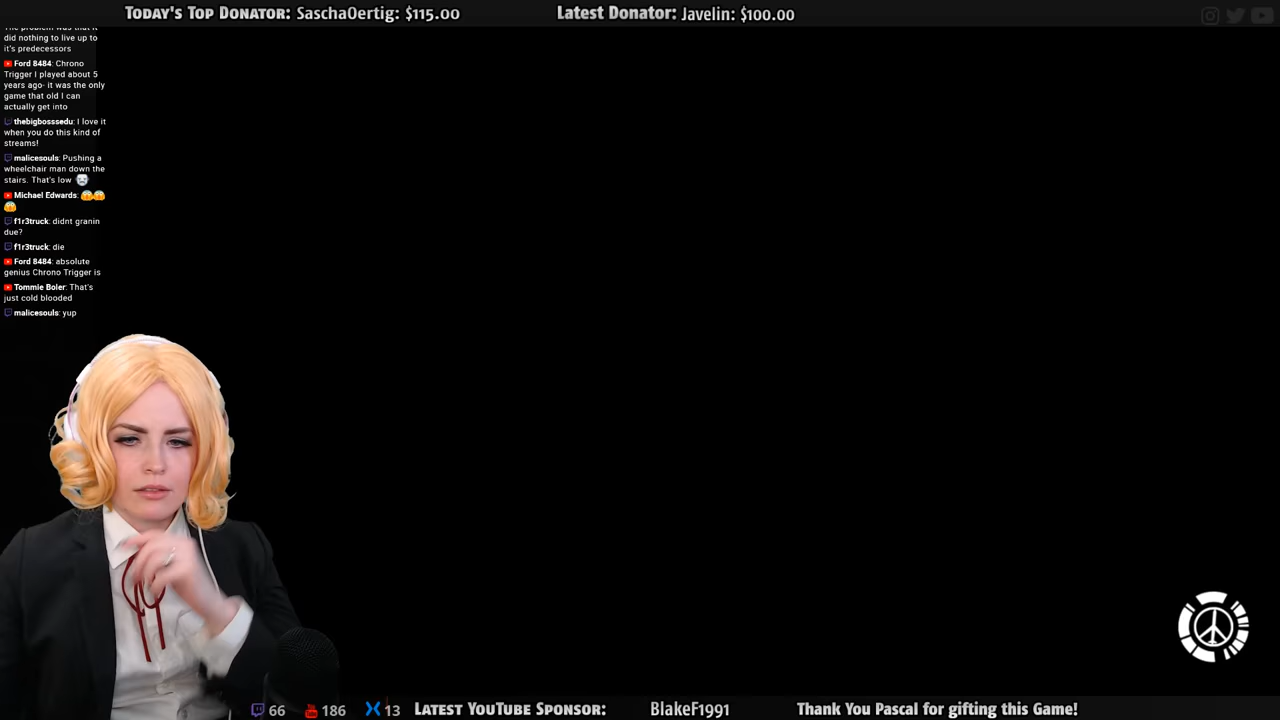 Today's Top Donator: SaschaOertig: $115.00
Latest Donator: Javelin: $100.00
did nothing to live up to
it's predecessors
Ford 8484: Chrono
Trigger I played about 5
years ago- it was the only
game that old I can
actually get into
thebigbosssedu: I love it
when you do this kind of
streams!
malicesouls: Pushing a
wheelchair man down the
stairs. That's low
Michael Edwards:
f1r3truck: didnt granin
due?
f1r3truck: die
Ford 8484: absolute
genius Chrono Trigger is
Tommie Boler: That's
just cold blooded
malicesouls: yup
66 186 13 Latest YouTube Sponsor: BlakeF1991 Thank You Pascal for gifting this Game!